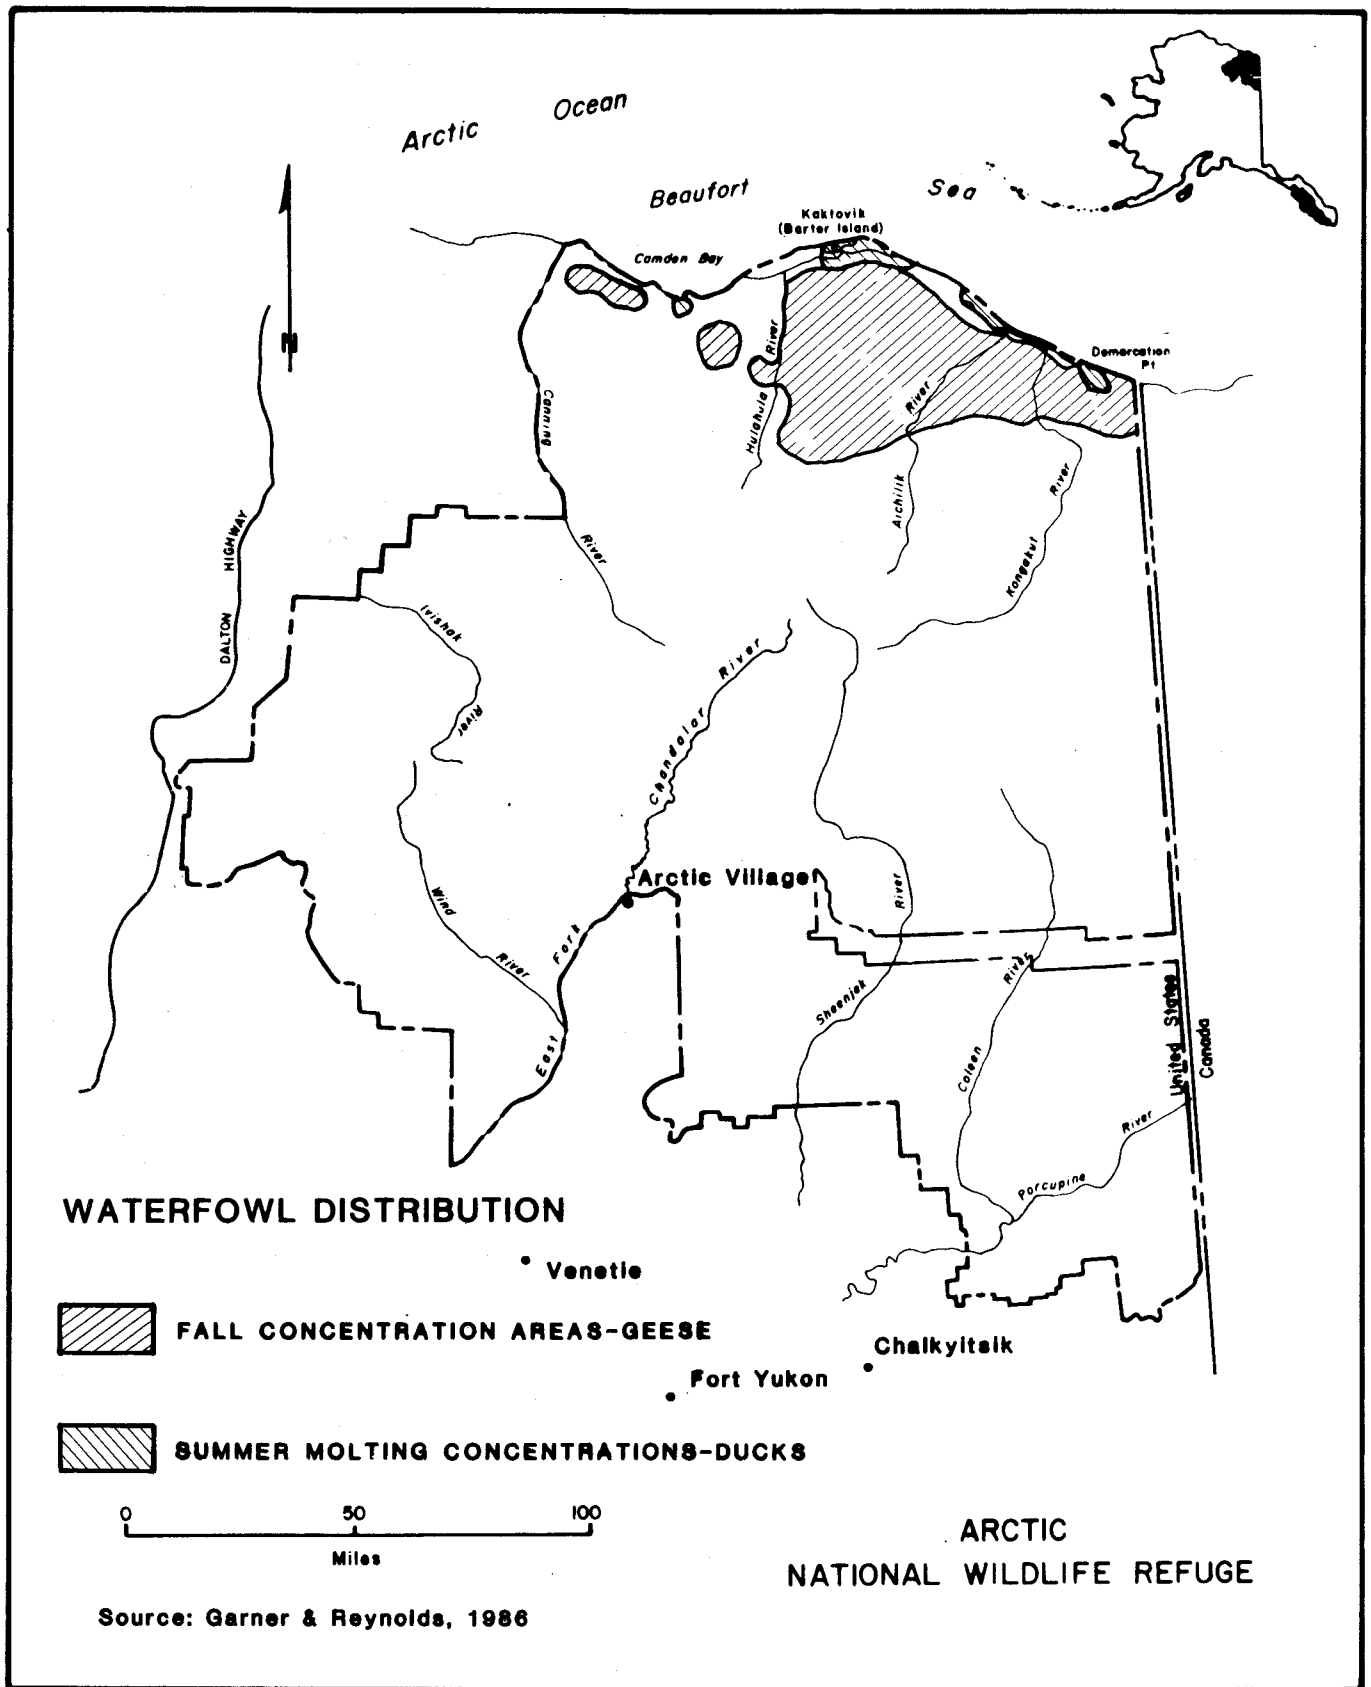 Arctic Ocean
Beaufort Sea
Kaktovik
(Barter Island)
Camden Bay
Demarcation
Pt
N
Canning
River
Hulahula River
Aichilik River
Kongakut River
DALTON HIGHWAY
Ivishak
River
Chandalar River
Arctic Village
Wind
River
East Fork
Sheenjek River
Coleen River
Porcupine River
United States
Canada
WATERFOWL DISTRIBUTION
Venetie
FALL CONCENTRATION AREAS-GEESE
Chalkyitsik
Fort Yukon
SUMMER MOLTING CONCENTRATIONS-DUCKS
0 50 100
Miles
ARCTIC
NATIONAL WILDLIFE REFUGE
Source: Garner & Reynolds, 1986